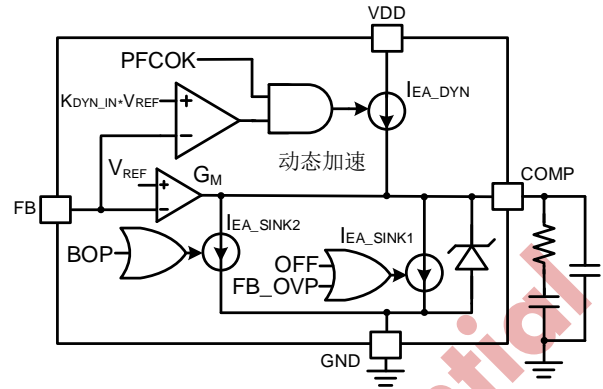 VDD
PFCOK
KDYN_IN*VREF
+
−
IEA_DYN
动态加速
VREF
GM
+
−
FB
COMP
IEA_SINK2
IEA_SINK1
BOP
OFF
FB_OVP
GND
ential